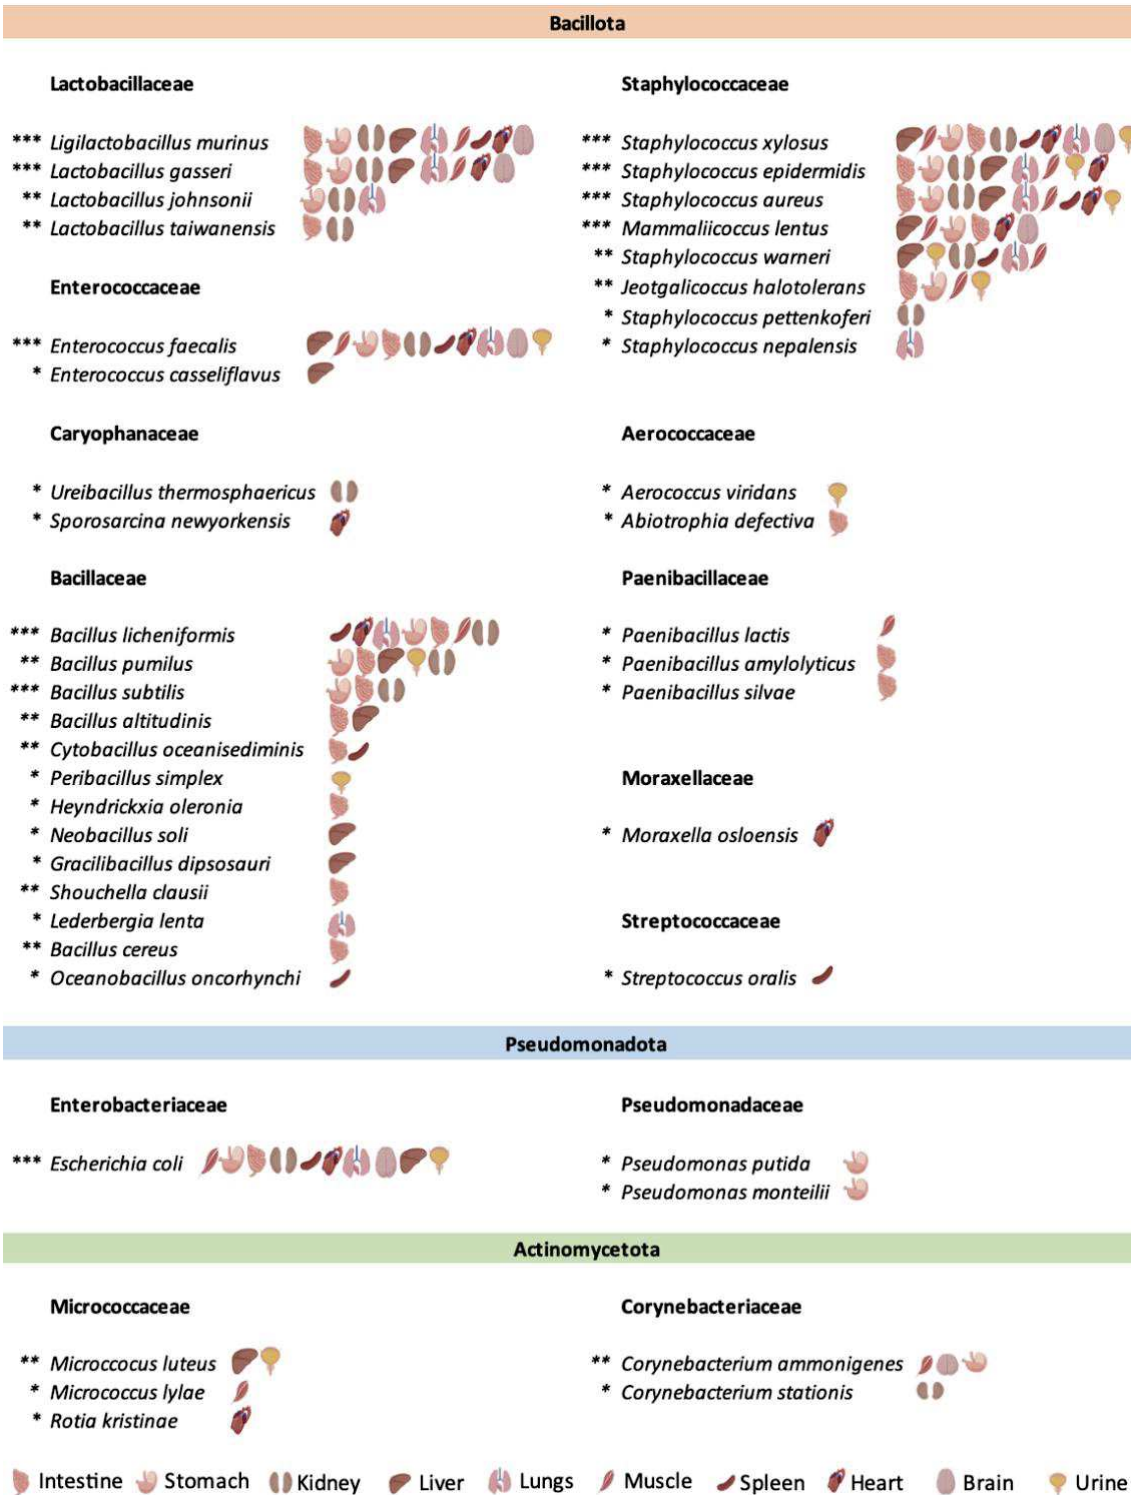 Bacillota
Lactobacillaceae
*** Ligilactobacillus murinus
*** Lactobacillus gasseri
** Lactobacillus johnsonii
** Lactobacillus taiwanensis
Enterococcaceae
*** Enterococcus faecalis
* Enterococcus casseliflavus
Caryophanaceae
* Ureibacillus thermosphaericus
* Sporosarcina newyorkensis
Bacillaceae
*** Bacillus licheniformis
** Bacillus pumilus
*** Bacillus subtilis
** Bacillus altitudinis
** Cytobacillus oceanisediminis
* Peribacillus simplex
* Heyndrickxia oleronia
* Neobacillus soli
* Gracilibacillus dipsosauri
** Shouchella clausii
* Lederbergia lenta
** Bacillus cereus
* Oceanobacillus oncorhynchi
Staphylococcaceae
*** Staphylococcus xylosus
*** Staphylococcus epidermidis
*** Staphylococcus aureus
*** Mammaliicoccus lentus
** Staphylococcus warneri
** Jeotgalicoccus halotolerans
* Staphylococcus pettenkoferi
* Staphylococcus nepalensis
Aerococcaceae
* Aerococcus viridans
* Abiotrophia defectiva
Paenibacillaceae
* Paenibacillus lactis
* Paenibacillus amylolyticus
* Paenibacillus silvae
Moraxellaceae
* Moraxella osloensis
Streptococcaceae
* Streptococcus oralis
Pseudomonadota
Enterobacteriaceae
*** Escherichia coli
Pseudomonadaceae
* Pseudomonas putida
* Pseudomonas monteilii
Actinomycetota
Micrococcaceae
** Microccocus luteus
* Micrococcus lylae
* Rotia kristinae
Corynebacteriaceae
** Corynebacterium ammonigenes
* Corynebacterium stationis
Intestine Stomach Kidney Liver Lungs Muscle Spleen Heart Brain Urine